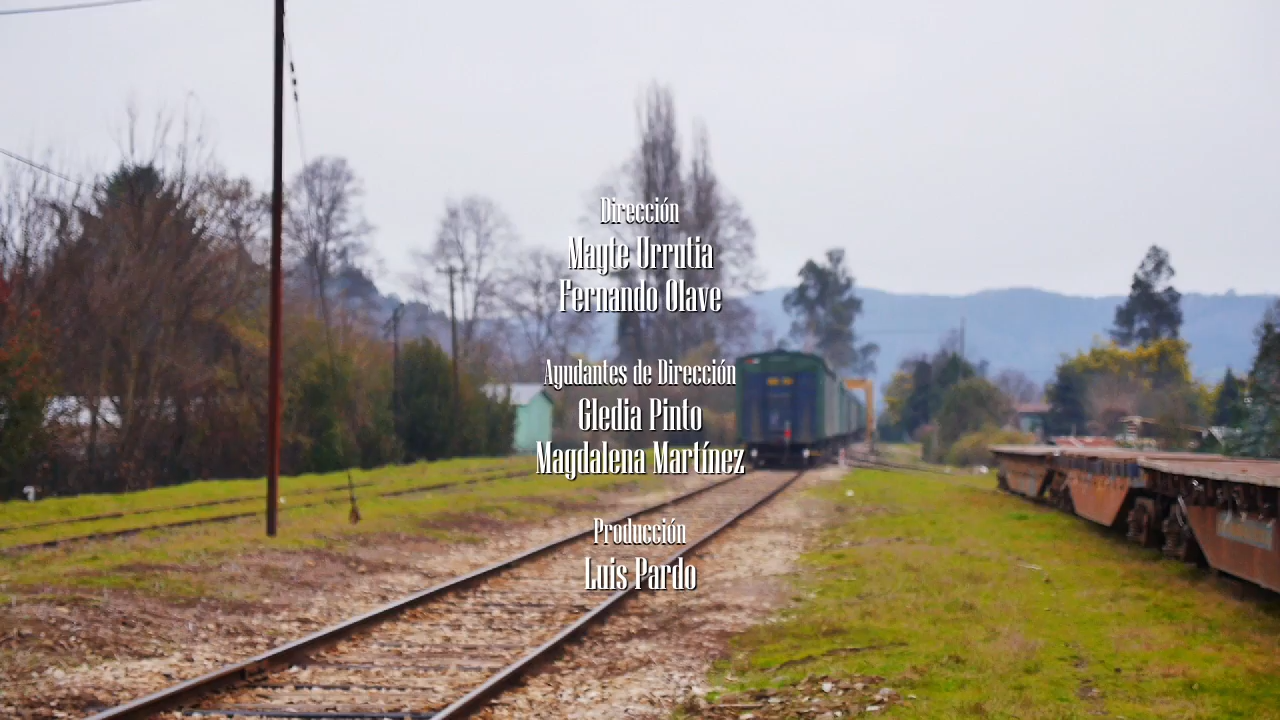 Dirección
Mayte Urrutia
Fernando Olave
Ayudantes de Dirección
Gledia Pinto
Magdalena Martínez
Producción
Luis Pardo